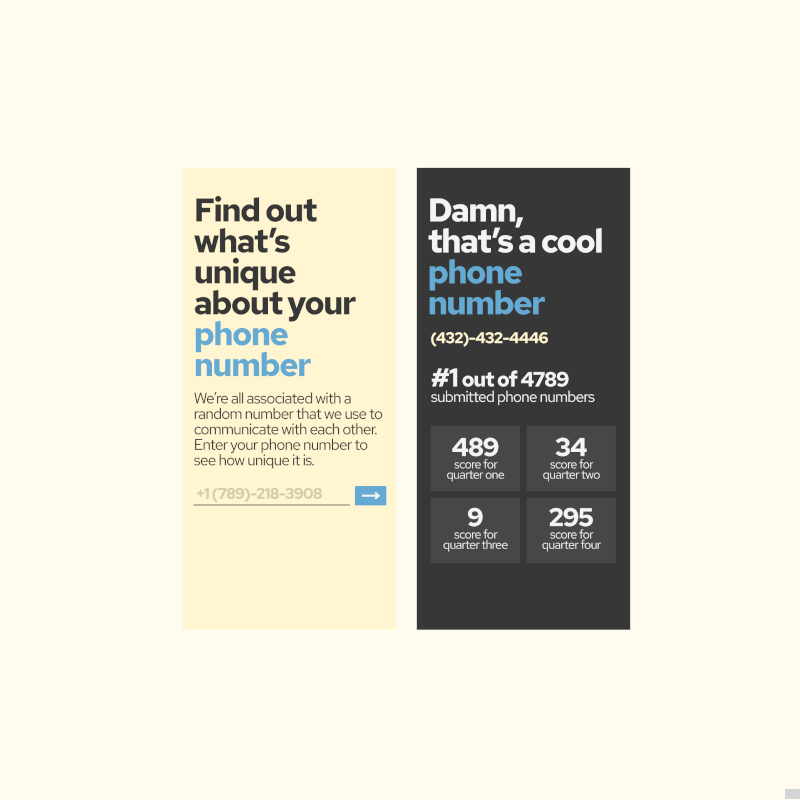 Find out
what's
unique
about your
phone
number
We're all associated with a
random number that we use to
communicate with each other.
Enter your phone number to
see how unique it is.
+1 (789)-218-3908
Damn,
that's a cool
phone
number
(432)-432-4446
#1 out of 4789
submitted phone numbers
489
score for
quarter one
34
score for
quarter two
9
score for
quarter three
295
score for
quarter four